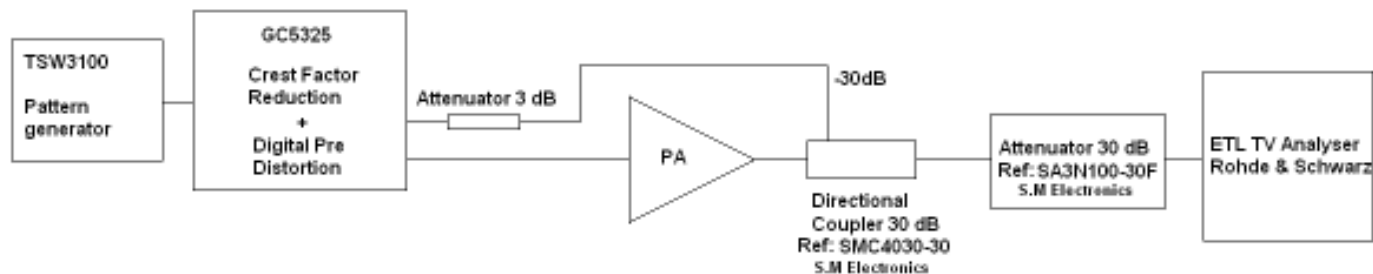 TSW3100
Pattern
generator
GC5325
Crest Factor
Reduction
+
Digital Pre
Distortion
Attenuator 3 dB
-30dB
PA
Directional
Coupler 30 dB
Ref: SMC4030-30
S.M Electronics
Attenuator 30 dB
Ref: SA3N100-30F
S.M Electronics
ETL TV Analyser
Rohde & Schwarz